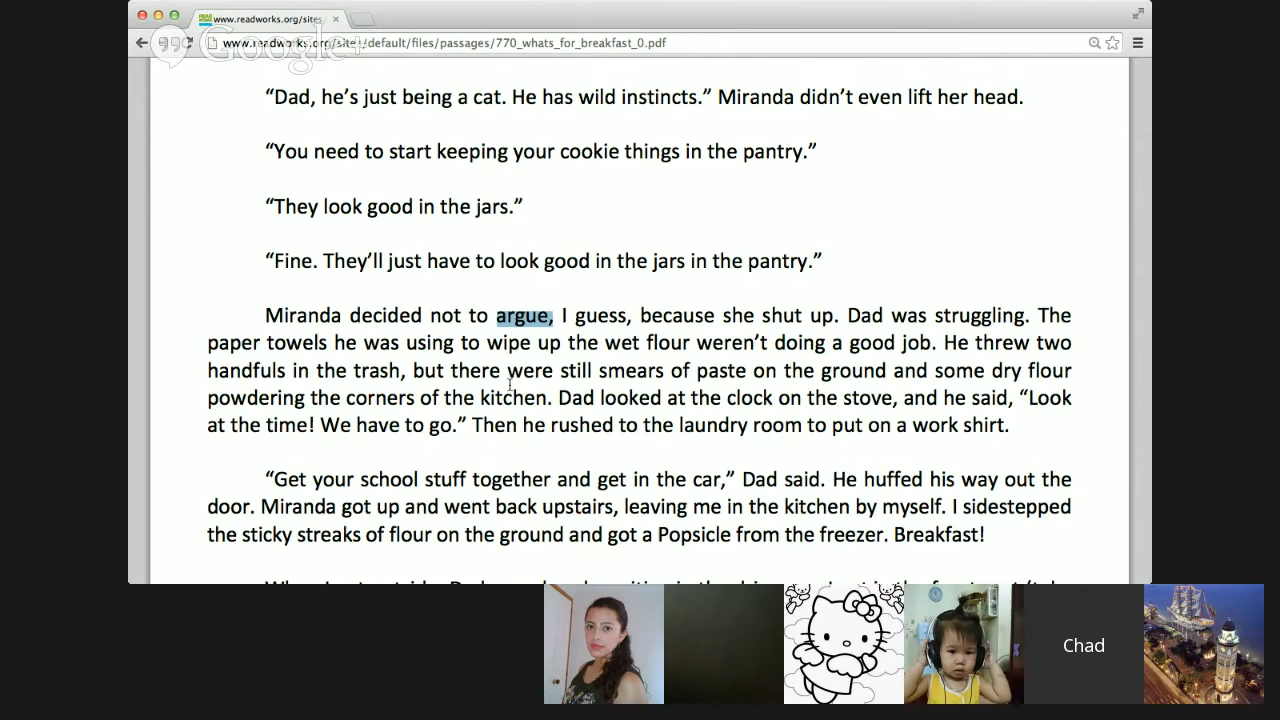 www.readworks.org/sites
Google+
www.readworks.org/sites/default/files/passages/770_whats_for_breakfast_0.pdf
“Dad, he’s just being a cat. He has wild instincts.” Miranda didn’t even lift her head.
“You need to start keeping your cookie things in the pantry.”
“They look good in the jars.”
“Fine. They’ll just have to look good in the jars in the pantry.”
Miranda decided not to argue, I guess, because she shut up. Dad was struggling. The
paper towels he was using to wipe up the wet flour weren’t doing a good job. He threw two
handfuls in the trash, but there were still smears of paste on the ground and some dry flour
powdering the corners of the kitchen. Dad looked at the clock on the stove, and he said, “Look
at the time! We have to go.” Then he rushed to the laundry room to put on a work shirt.
“Get your school stuff together and get in the car,” Dad said. He huffed his way out the
door. Miranda got up and went back upstairs, leaving me in the kitchen by myself. I sidestepped
the sticky streaks of flour on the ground and got a Popsicle from the freezer. Breakfast!
Chad